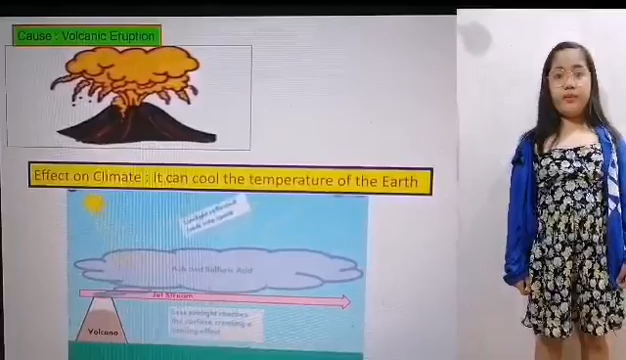 Cause : Volcanic Eruption
Effect on Climate : It can cool the temperature of the Earth
Sunlight reflected
back into space
Ash and Sulfuric Acid
Jet Stream
Less sunlight reaches
the surface creating a
cooling effect
Volcano